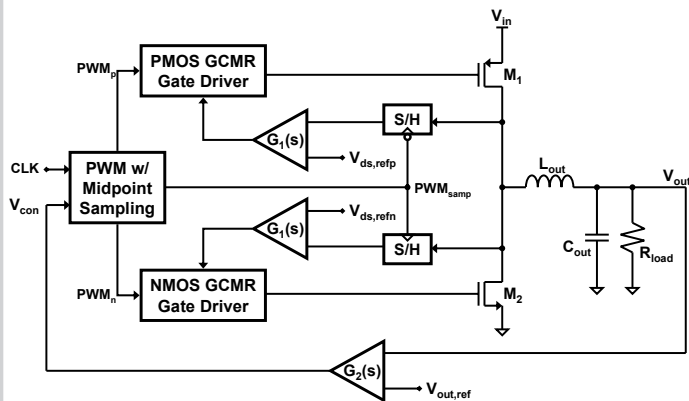 V_in
PWM_p
PMOS GCMR
Gate Driver
M_1
S/H
G_1(s)
V_ds,refp
CLK
PWM w/
Midpoint
Sampling
V_con
PWM_samp
L_out
V_out
V_ds,refn
G_1(s)
S/H
C_out
R_load
PWM_n
NMOS GCMR
Gate Driver
M_2
G_2(s)
V_out,ref